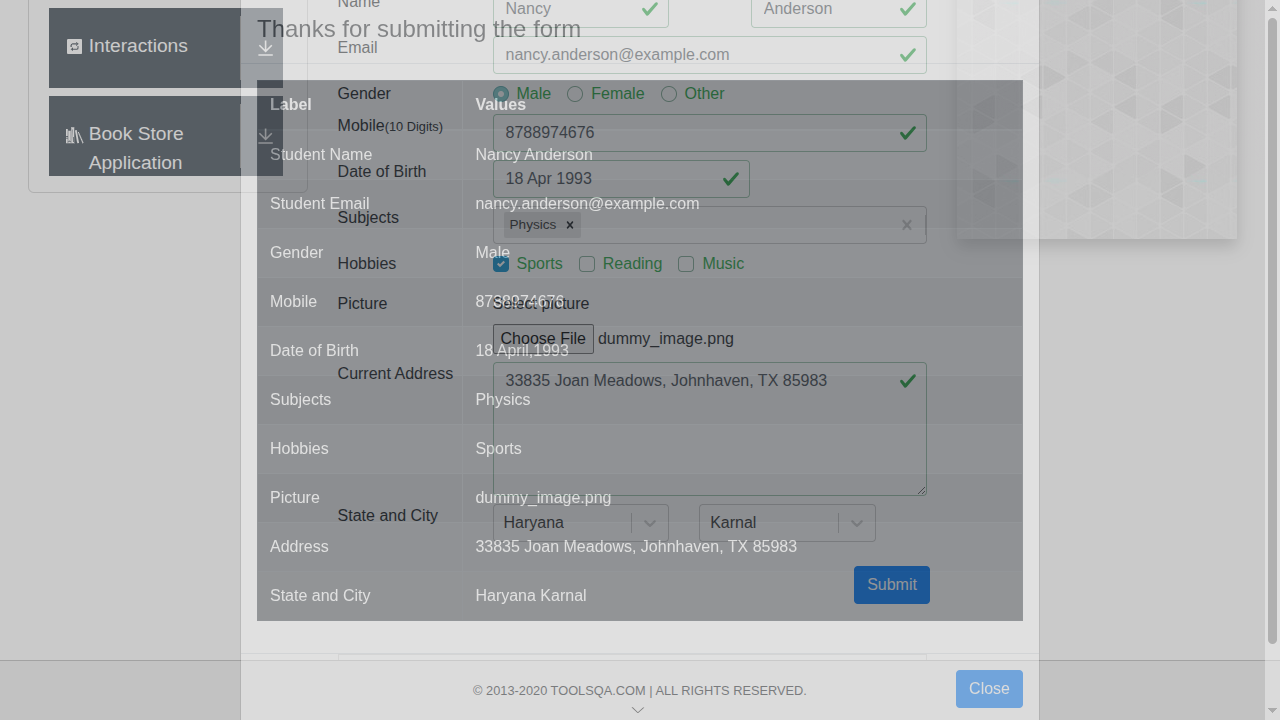 Interactions
Book Store
Application
Thanks for submitting the form
Label Values
Student Name Nancy Anderson
Student Email nancy.anderson@example.com
Gender Male
Mobile 8788974676
Date of Birth 18 April,1993
Subjects Physics
Hobbies Sports
Picture dummy_image.png
Address 33835 Joan Meadows, Johnhaven, TX 85983
State and City Haryana Karnal
Close
Name Nancy Anderson
Email nancy.anderson@example.com
Gender Male Female Other
Mobile(10 Digits) 8788974676
Date of Birth 18 Apr 1993
Subjects Physics
Hobbies Sports Reading Music
Picture Select picture
Choose File dummy_image.png
Current Address 33835 Joan Meadows, Johnhaven, TX 85983
State and City Haryana Karnal
Submit
© 2013-2020 TOOLSQA.COM | ALL RIGHTS RESERVED.